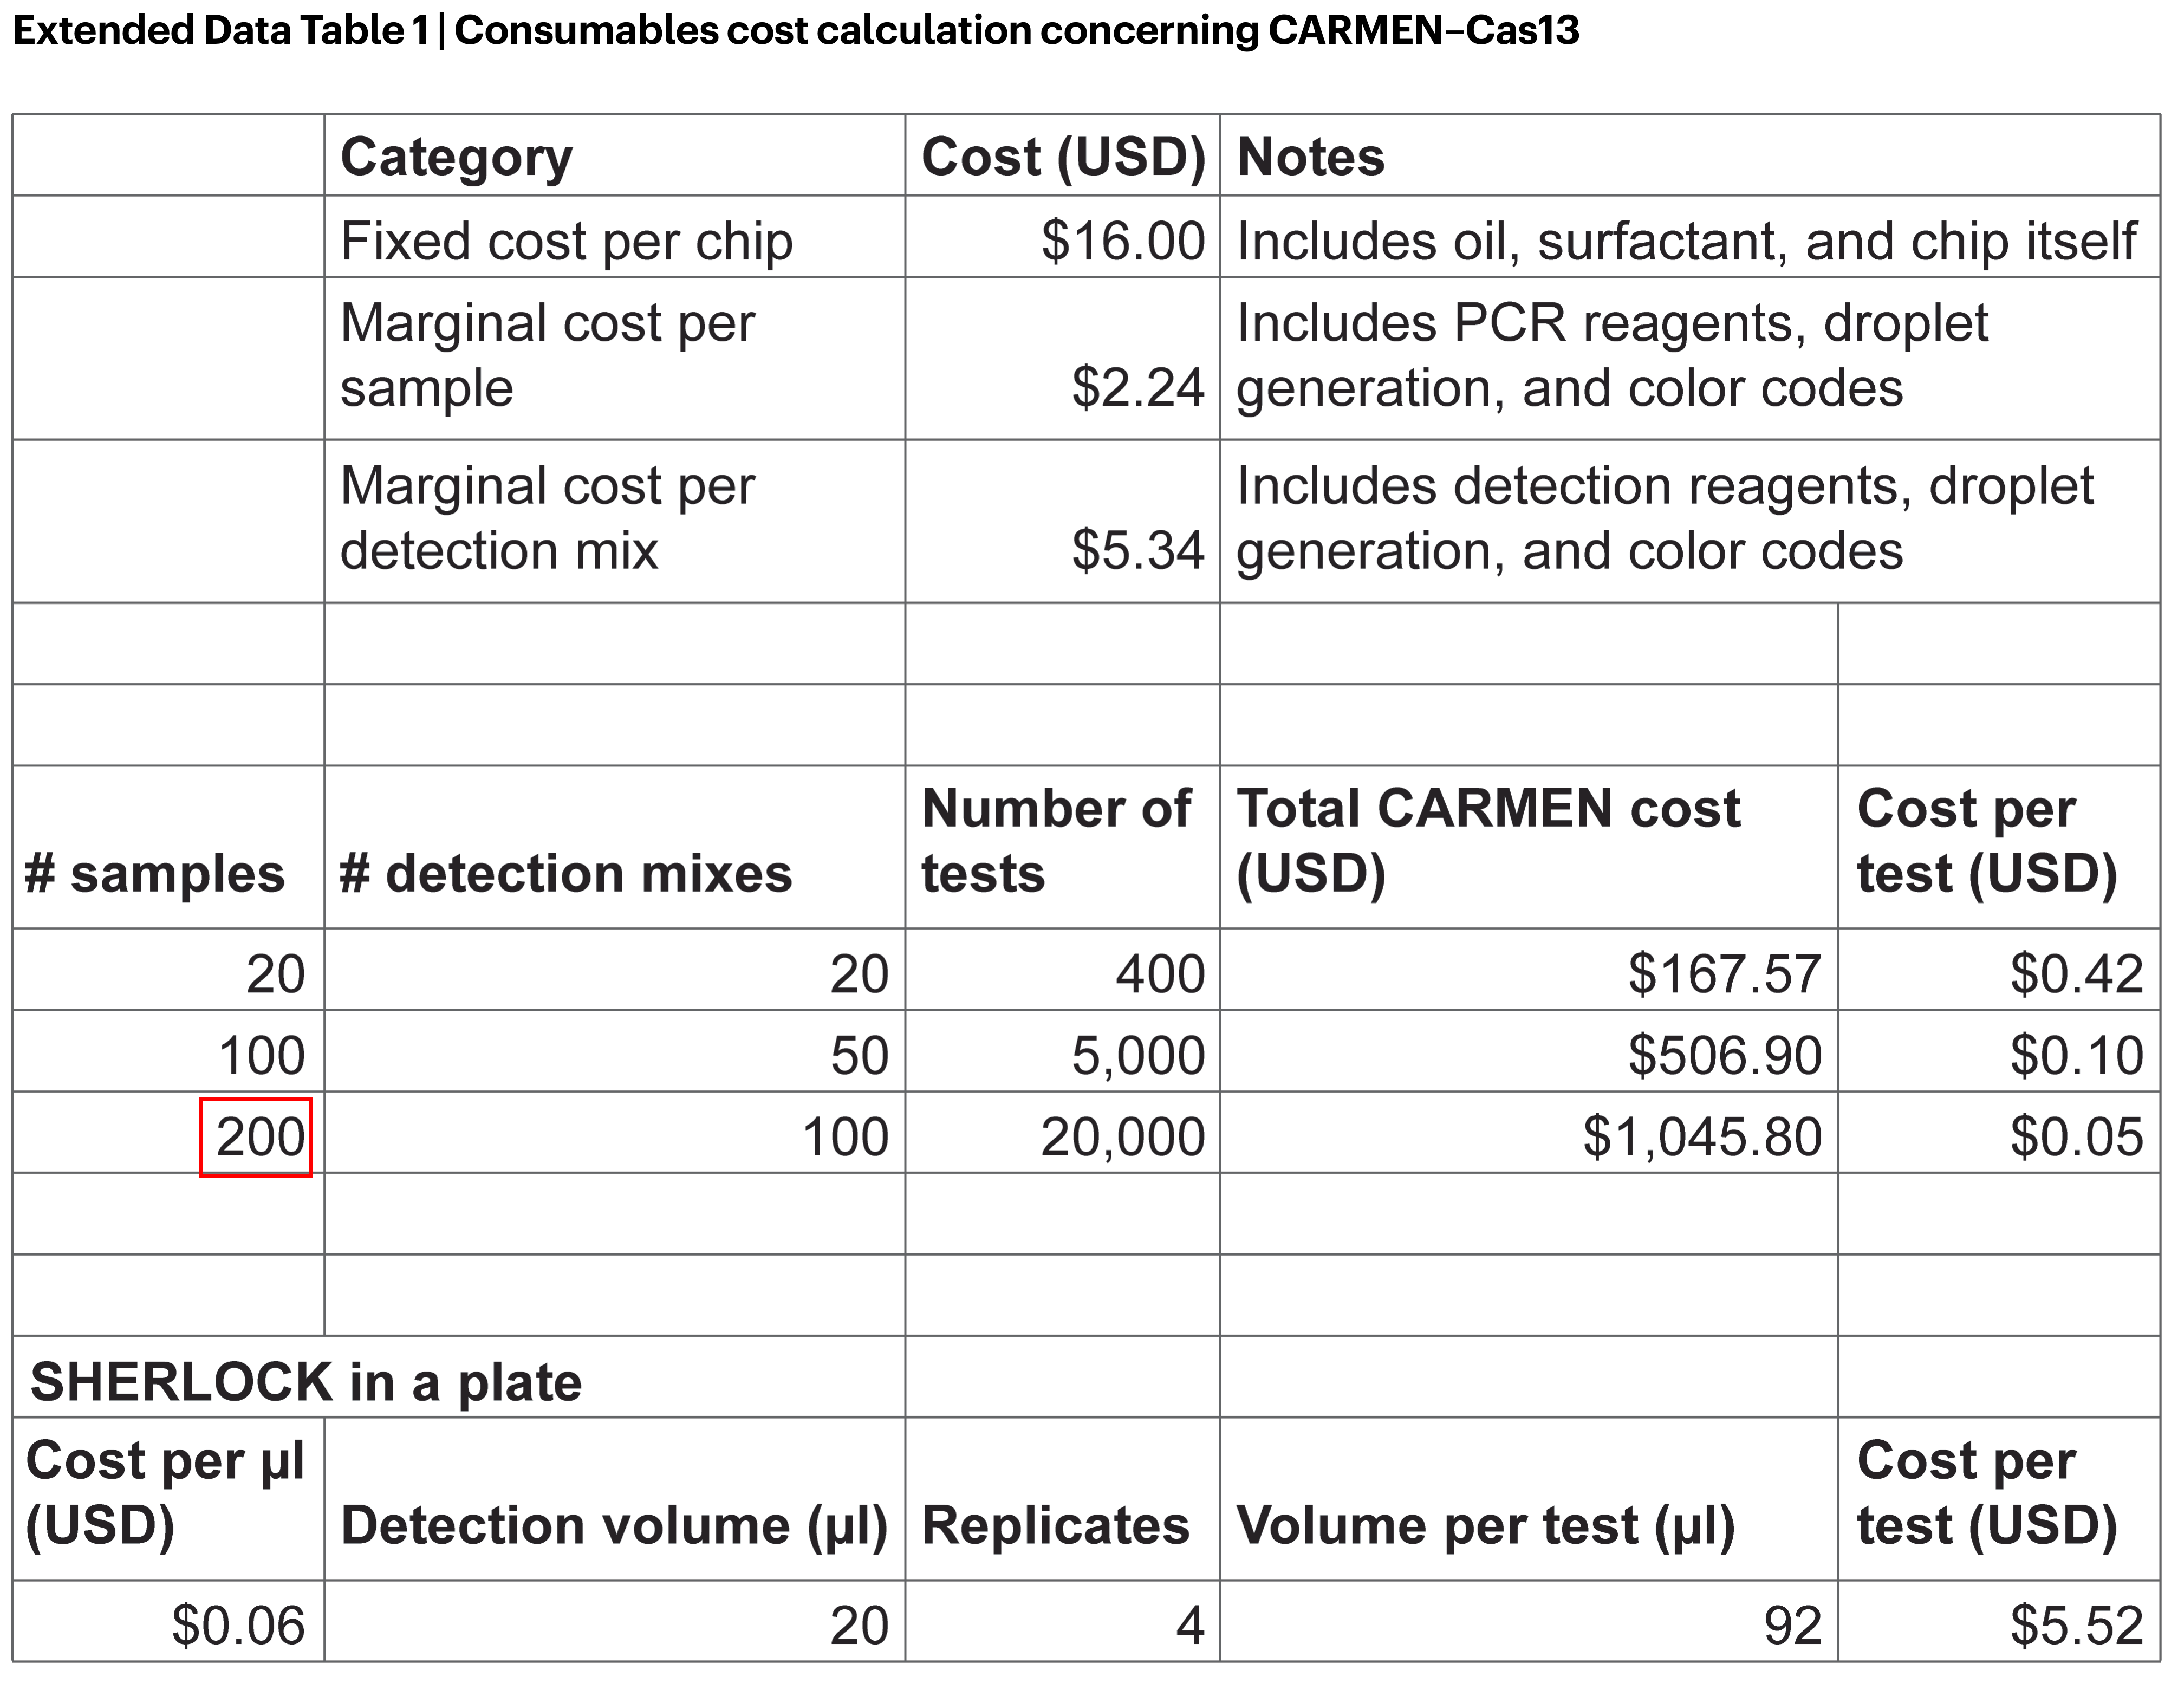 Extended Data Table 1 | Consumables cost calculation concerning CARMEN–Cas13
Category Cost (USD) Notes
Fixed cost per chip $16.00 Includes oil, surfactant, and chip itself
Marginal cost per sample $2.24 Includes PCR reagents, droplet generation, and color codes
Marginal cost per detection mix $5.34 Includes detection reagents, droplet generation, and color codes
# samples # detection mixes Number of tests Total CARMEN cost (USD) Cost per test (USD)
20 20 400 $167.57 $0.42
100 50 5,000 $506.90 $0.10
200 100 20,000 $1,045.80 $0.05
SHERLOCK in a plate
Cost per µl (USD) Detection volume (µl) Replicates Volume per test (µl) Cost per test (USD)
$0.06 20 4 92 $5.52